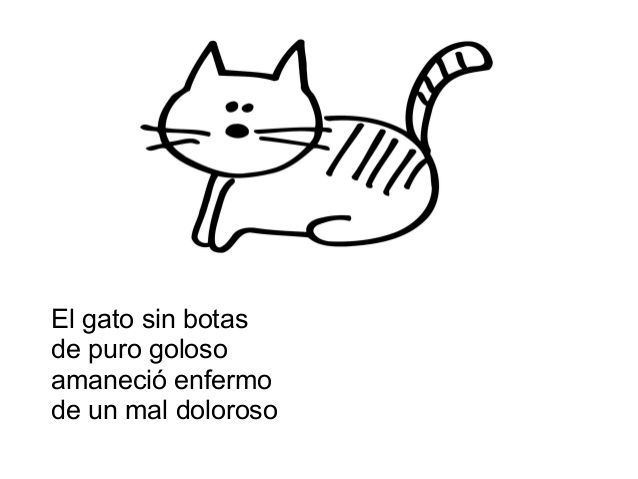 El gato sin botas
de puro goloso
amaneció enfermo
de un mal doloroso